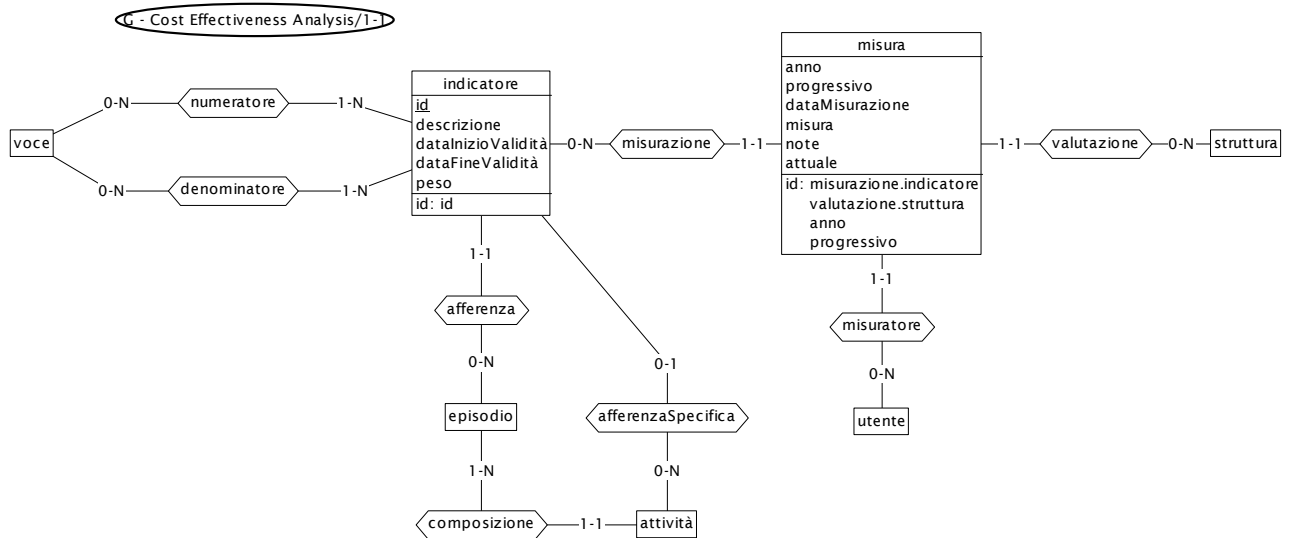 G - Cost Effectiveness Analysis/1-1
misura
anno
progressivo
dataMisurazione
misura
note
attuale
id: misurazione.indicatore
valutazione.struttura
anno
progressivo
indicatore
id
descrizione
dataInizioValidità
dataFineValidità
peso
id: id
0-N
numeratore
1-N
voce
0-N
denominatore
1-N
0-N
misurazione
1-1
1-1
valutazione
0-N
struttura
1-1
afferenza
0-N
episodio
1-N
composizione
1-1
attività
0-1
afferenzaSpecifica
0-N
1-1
misuratore
0-N
utente